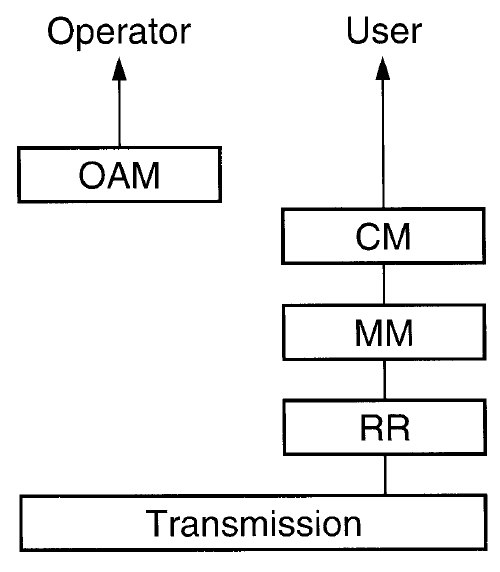 Operator
User
OAM
CM
MM
RR
Transmission